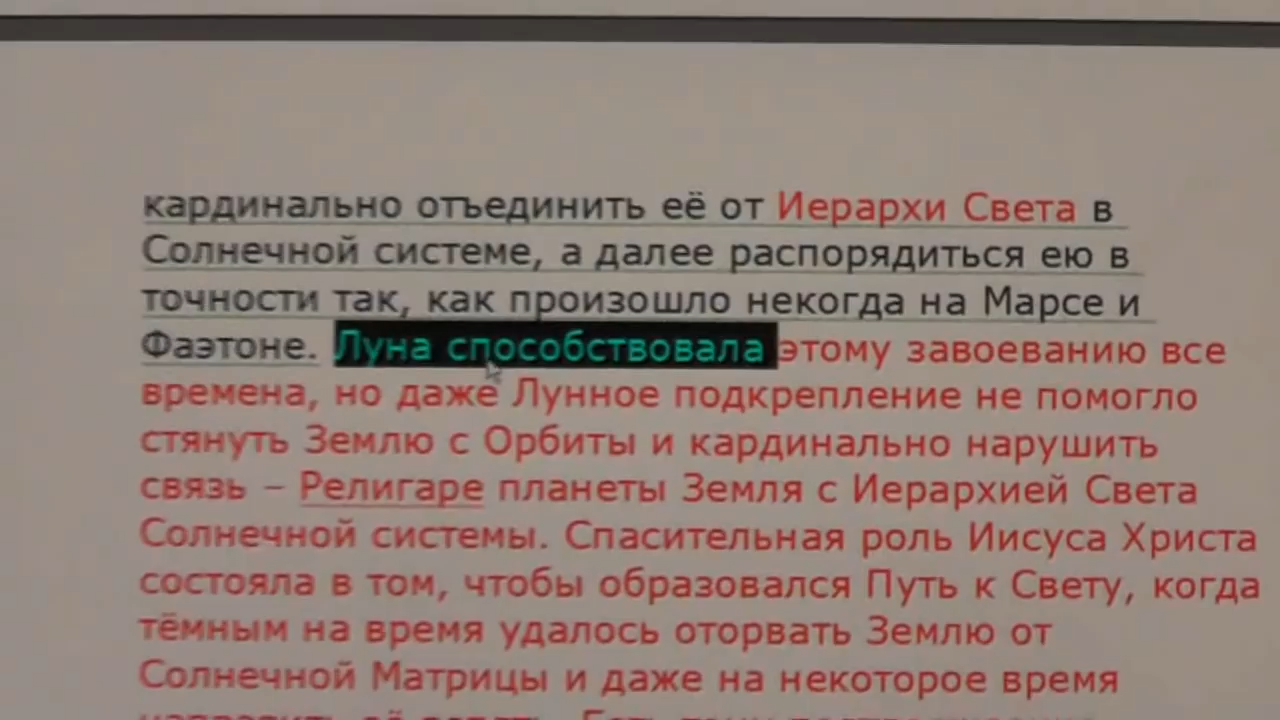 кардинально отъединить её от Иерархи Света в
Солнечной системе, а далее распорядиться ею в
точности так, как произошло некогда на Марсе и
Фаэтоне. Луна способствовала этому завоеванию все
времена, но даже Лунное подкрепление не помогло
стянуть Землю с Орбиты и кардинально нарушить
связь – Религаре планеты Земля с Иерархией Света
Солнечной системы. Спасительная роль Иисуса Христа
состояла в том, чтобы образовался Путь к Свету, когда
тёмным на время удалось оторвать Землю от
Солнечной Матрицы и даже на некоторое время